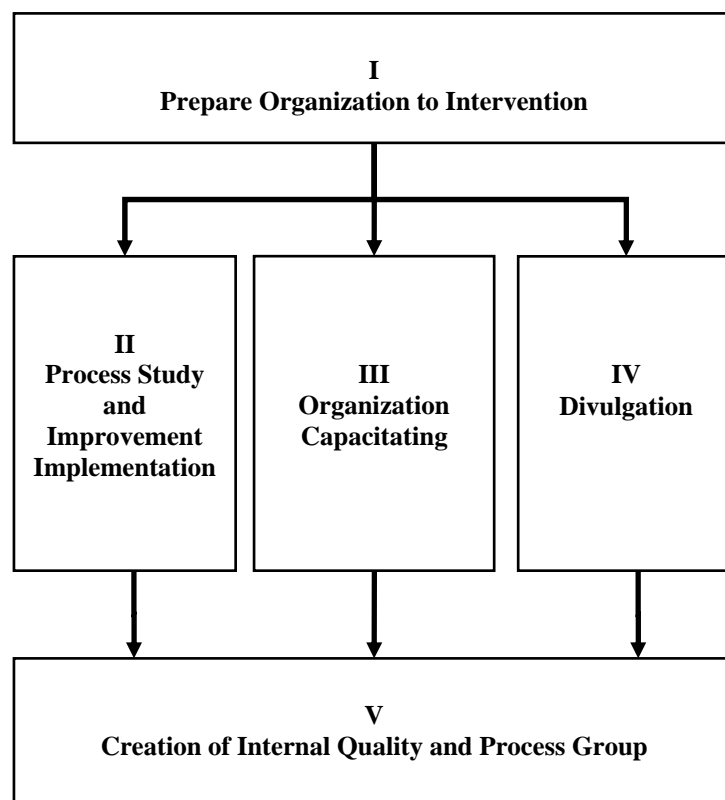 I
Prepare Organization to Intervention
II
Process Study
and
Improvement
Implementation
III
Organization
Capacitating
IV
Divulgation
V
Creation of Internal Quality and Process Group